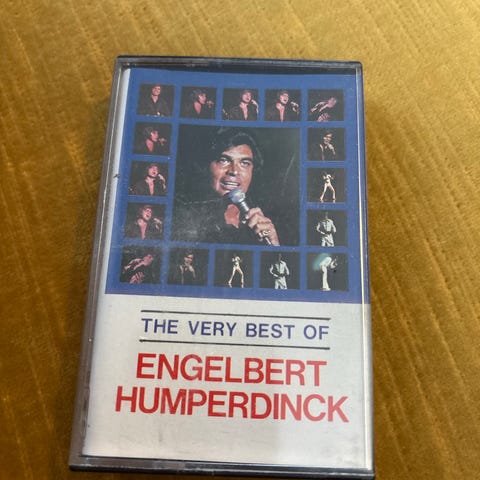 THE VERY BEST OF
ENGELBERT
HUMPERDINCK